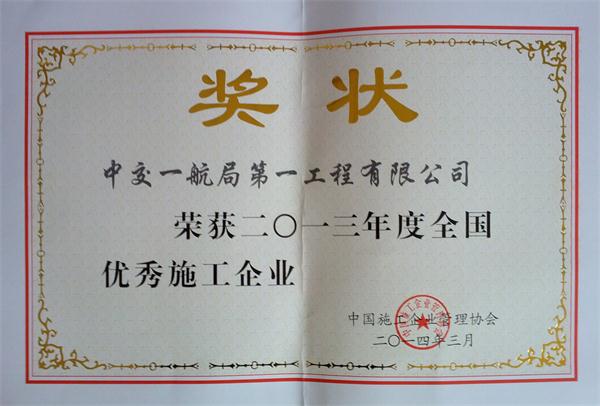 奖状
中交一航局第一工程有限公司
荣获二〇一三年度全国
优秀施工企业
中国施工企业管理协会
二〇一四年三月